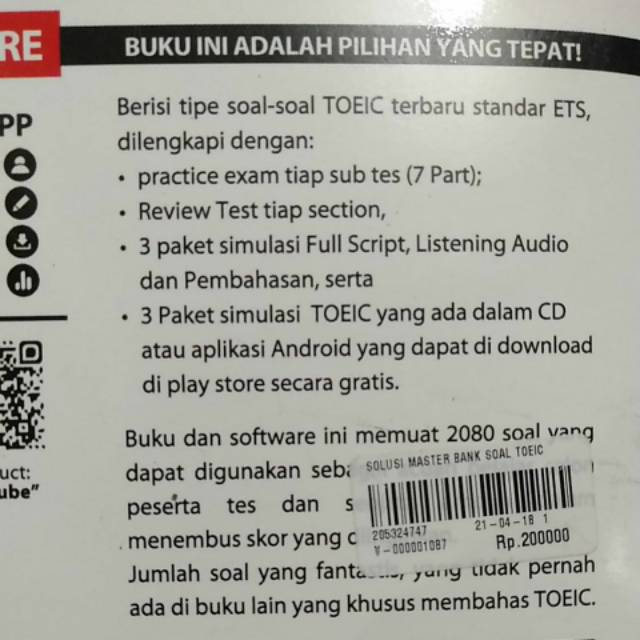 RE
BUKU INI ADALAH PILIHAN YANG TEPAT!
PP
Berisi tipe soal-soal TOEIC terbaru standar ETS,
dilengkapi dengan:
• practice exam tiap sub tes (7 Part);
• Review Test tiap section,
• 3 paket simulasi Full Script, Listening Audio
dan Pembahasan, serta
• 3 Paket simulasi TOEIC yang ada dalam CD
atau aplikasi Android yang dapat di download
di play store secara gratis.
uct:
ube"
Buku dan software ini memuat 2080 soal yang
dapat digunakan
peserta tes dan
menembus skor yang
Jumlah soal yang yang tidak pernah
ada di buku lain yang khusus membahas TOEIC.
SOLUSI MASTER BANK SOAL TOEIC
205324747 21-04-18 1
V-000001087 Rp.200000